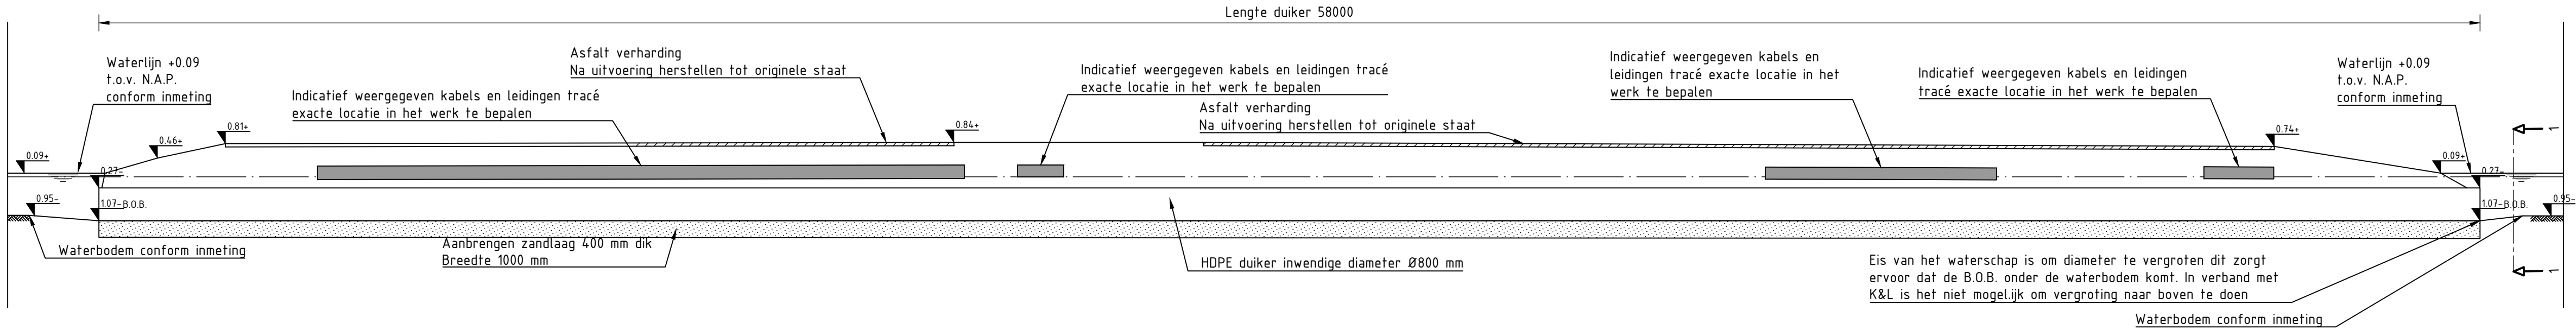 Lengte duiker 58000
Waterlijn +0.09
t.o.v. N.A.P.
conform inmeting
Indicatief weergegeven kabels en leidingen tracé
exacte locatie in het werk te bepalen
Asfalt verharding
Na uitvoering herstellen tot originele staat
Indicatief weergegeven kabels en leidingen tracé
exacte locatie in het werk te bepalen
Asfalt verharding
Na uitvoering herstellen tot originele staat
Indicatief weergegeven kabels en
leidingen tracé exacte locatie in het
werk te bepalen
Indicatief weergegeven kabels en leidingen
tracé exacte locatie in het werk te bepalen
Waterlijn +0.09
t.o.v. N.A.P.
conform inmeting
0.09+
0.46+
0.81+
0.84+
0.74+
0.09+
1
0.27-
0.27-
0.95-
1.07-B.O.B.
1.07-B.O.B.
0.95-
Waterbodem conform inmeting
Aanbrengen zandlaag 400 mm dik
Breedte 1000 mm
HDPE duiker inwendige diameter Ø800 mm
Eis van het waterschap is om diameter te vergroten dit zorgt
ervoor dat de B.O.B. onder de waterbodem komt. In verband met
K&L is het niet mogel.ijk om vergroting naar boven te doen
1
Waterbodem conform inmeting